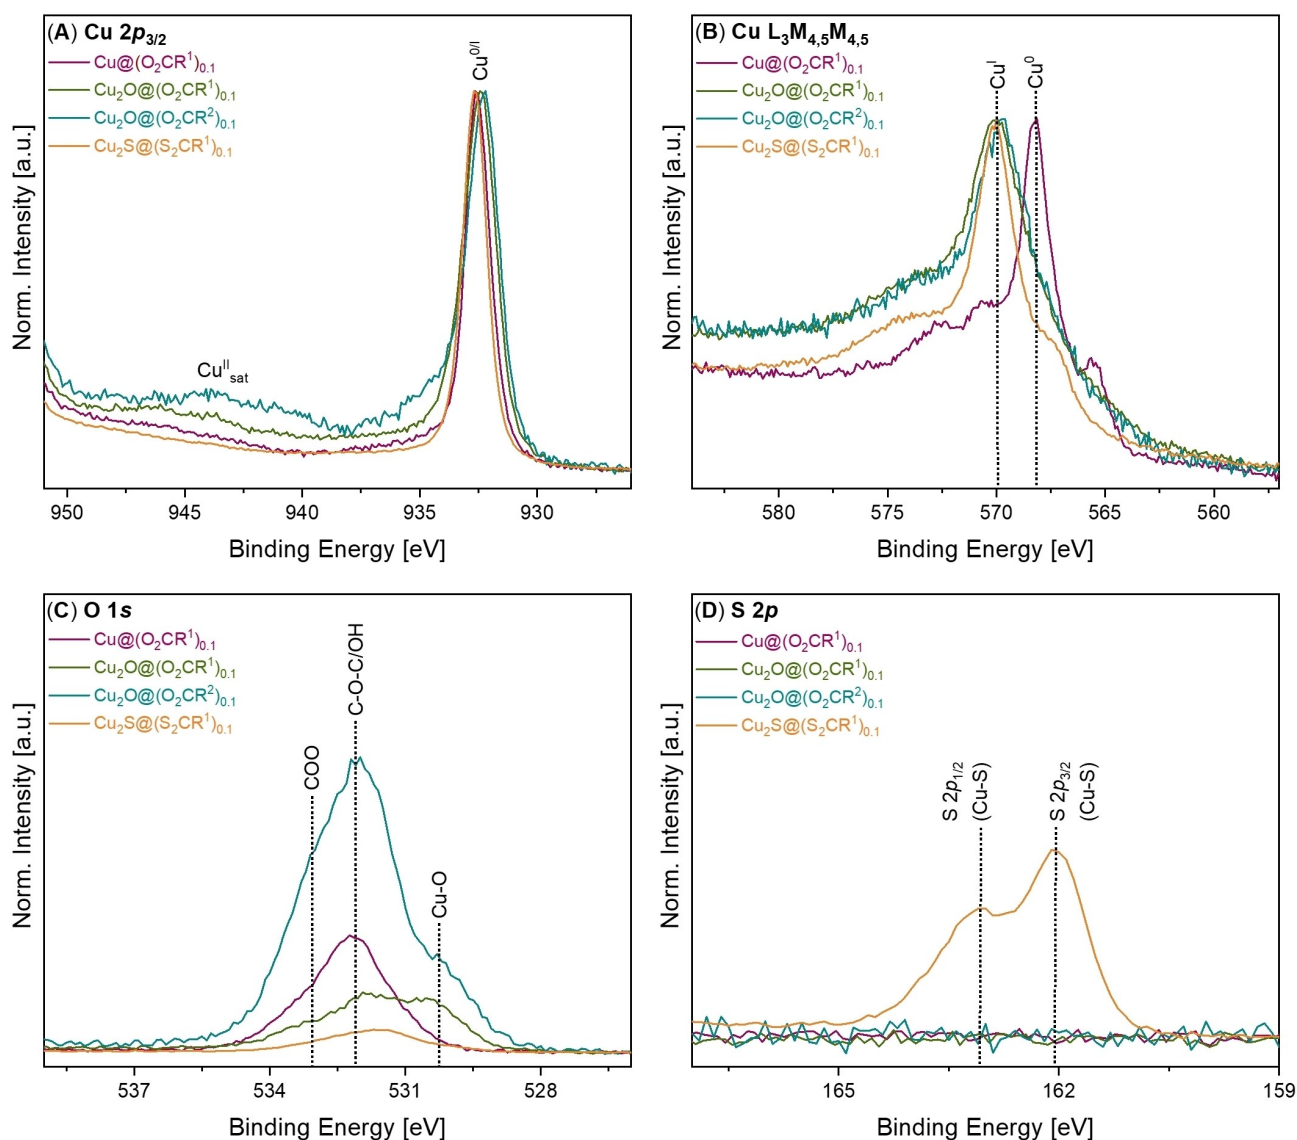 (A) Cu 2p3/2
Cu@(O2CR1)0.1
Cu2O@(O2CR1)0.1
Cu2O@(O2CR2)0.1
Cu2S@(S2CR1)0.1
Cu0/I
CuIIsat
Norm. Intensity [a.u.]
950 945 940 935 930
Binding Energy [eV]
(B) Cu L3M4,5M4,5
Cu@(O2CR1)0.1
Cu2O@(O2CR1)0.1
Cu2O@(O2CR2)0.1
Cu2S@(S2CR1)0.1
CuI
Cu0
Norm. Intensity [a.u.]
580 575 570 565 560
Binding Energy [eV]
(C) O 1s
Cu@(O2CR1)0.1
Cu2O@(O2CR1)0.1
Cu2O@(O2CR2)0.1
Cu2S@(S2CR1)0.1
COO
C-O-C/OH
Cu-O
Norm. Intensity [a.u.]
537 534 531 528
Binding Energy [eV]
(D) S 2p
Cu@(O2CR1)0.1
Cu2O@(O2CR1)0.1
Cu2O@(O2CR2)0.1
Cu2S@(S2CR1)0.1
S 2p1/2
(Cu-S)
S 2p3/2
(Cu-S)
Norm. Intensity [a.u.]
165 162 159
Binding Energy [eV]